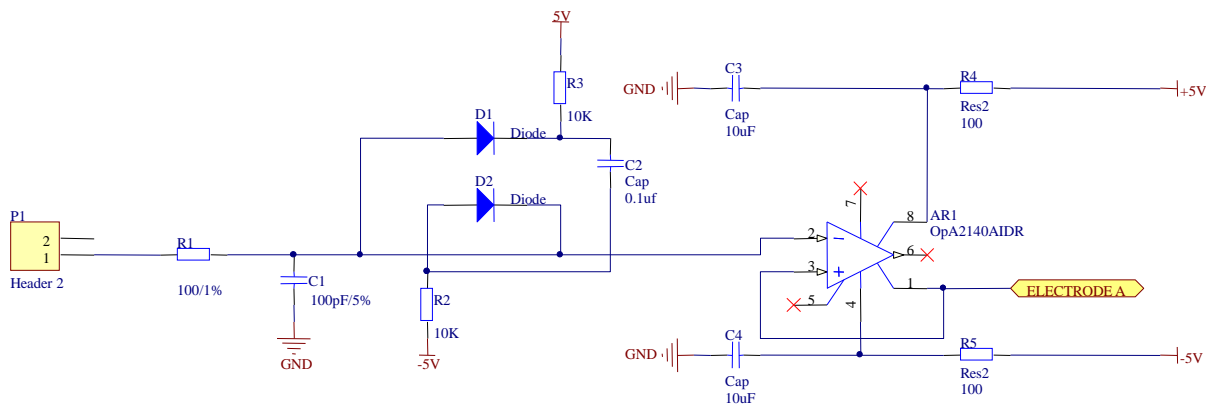 5V
R3
10K
D1
Diode
C2
Cap
0.1uf
D2
Diode
P1
2
1
Header 2
R1
100/1%
C1
100pF/5%
GND
R2
10K
-5V
C3
GND
Cap
10uF
R4
Res2
100
+5V
7
8
AR1
OpA2140AIDR
2
3
6
5
4
1
ELECTRODE A
C4
GND
Cap
10uF
R5
Res2
100
-5V